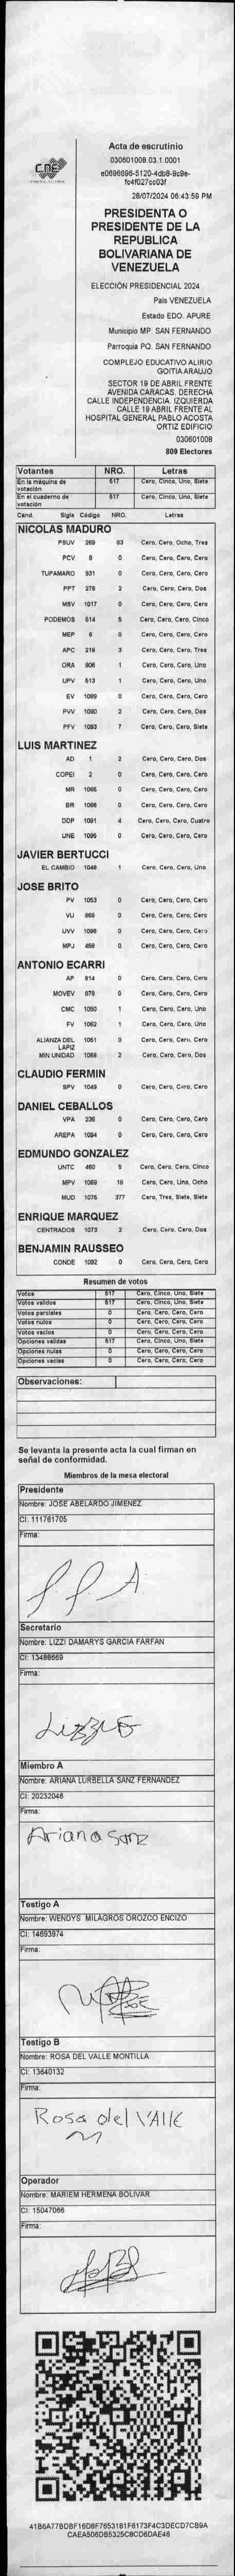 CNE
Acta de escrutinio
030601008.03.1.0001
e0696696-5120-4db8-9c9e-
fc4f027cc03f
28/07/2024 06:43:59 PM
PRESIDENTA O
PRESIDENTE DE LA
REPUBLICA
BOLIVARIANA DE
VENEZUELA
ELECCIÓN PRESIDENCIAL 2024
País VENEZUELA
Estado EDO. APURE
Municipio MP. SAN FERNANDO
Parroquia PQ. SAN FERNANDO
COMPLEJO EDUCATIVO ALIRIO
GOITIA ARAUJO
SECTOR 19 DE ABRIL FRENTE
AVENIDA CARACAS. DERECHA
CALLE INDEPENDENCIA. IZQUIERDA
CALLE 19 ABRIL FRENTE AL
HOSPITAL GENERAL PABLO ACOSTA
ORTIZ EDIFICIO
030601008
809 Electores
Votantes NRO. Letras
En la máquina de votación 517 Cero, Cinco, Uno, Siete
En el cuaderno de votación 517 Cero, Cinco, Uno, Siete
Cand. Sigla Código NRO. Letras
NICOLAS MADURO
PSUV 269 83 Cero, Cero, Ocho, Tres
PCV 5 0 Cero, Cero, Cero, Cero
TUPAMARO 931 0 Cero, Cero, Cero, Cero
PPT 276 2 Cero, Cero, Cero, Dos
MSV 1017 0 Cero, Cero, Cero, Cero
PODEMOS 514 5 Cero, Cero, Cero, Cinco
MEP 6 0 Cero, Cero, Cero, Cero
APC 219 3 Cero, Cero, Cero, Tres
ORA 906 1 Cero, Cero, Cero, Uno
UPV 513 1 Cero, Cero, Cero, Uno
EV 1089 0 Cero, Cero, Cero, Cero
PVV 1090 2 Cero, Cero, Cero, Dos
PFV 1093 7 Cero, Cero, Cero, Siete
LUIS MARTINEZ
AD 1 2 Cero, Cero, Cero, Dos
COPEI 2 0 Cero, Cero, Cero, Cero
MR 1065 0 Cero, Cero, Cero, Cero
BR 1066 0 Cero, Cero, Cero, Cero
DDP 1091 4 Cero, Cero, Cero, Cuatro
UNE 1095 0 Cero, Cero, Cero, Cero
JAVIER BERTUCCI
EL CAMBIO 1048 1 Cero, Cero, Cero, Uno
JOSE BRITO
PV 1053 0 Cero, Cero, Cero, Cero
VU 969 0 Cero, Cero, Cero, Cero
UVV 1096 0 Cero, Cero, Cero, Cero
MPJ 456 0 Cero, Cero, Cero, Cero
ANTONIO ECARRI
AP 914 0 Cero, Cero, Cero, Cero
MOVEV 679 0 Cero, Cero, Cero, Cero
CMC 1050 1 Cero, Cero, Cero, Uno
FV 1062 1 Cero, Cero, Cero, Uno
ALIANZA DEL LAPIZ 1051 0 Cero, Cero, Cero, Cero
MIN UNIDAD 1068 2 Cero, Cero, Cero, Dos
CLAUDIO FERMIN
SPV 1049 0 Cero, Cero, Cero, Cero
DANIEL CEBALLOS
VPA 236 0 Cero, Cero, Cero, Cero
AREPA 1094 0 Cero, Cero, Cero, Cero
EDMUNDO GONZALEZ
UNTC 460 5 Cero, Cero, Cero, Cinco
MPV 1069 18 Cero, Cero, Uno, Ocho
MUD 1075 377 Cero, Tres, Siete, Siete
ENRIQUE MARQUEZ
CENTRADOS 1073 2 Cero, Cero, Cero, Dos
BENJAMIN RAUSSEO
CONDE 1092 0 Cero, Cero, Cero, Cero
Resumen de votos
Votos 517 Cero, Cinco, Uno, Siete
Votos validos 517 Cero, Cinco, Uno, Siete
Votos parciales 0 Cero, Cero, Cero, Cero
Votos nulos 0 Cero, Cero, Cero, Cero
Votos vacios 0 Cero, Cero, Cero, Cero
Opciones validas 517 Cero, Cinco, Uno, Siete
Opciones nulas 0 Cero, Cero, Cero, Cero
Opciones vacias 0 Cero, Cero, Cero, Cero
Observaciones:
Se levanta la presente acta la cual firman en
señal de conformidad.
Miembros de la mesa electoral
Presidente
Nombre: JOSE ABELARDO JIMENEZ
CI: 111761705
Firma:
Secretario
Nombre: LIZZI DAMARYS GARCIA FARFAN
CI: 13488669
Firma:
Miembro A
Nombre: ARIANA LURBELLA SANZ FERNANDEZ
CI: 20232046
Firma:
Ariana Sanz
Testigo A
Nombre: WENDYS MILAGROS OROZCO ENCIZO
CI: 14693974
Firma:
Testigo B
Nombre: ROSA DEL VALLE MONTILLA
CI: 13640132
Firma:
Rosa del VAllE
Operador
Nombre: MARIEM HERMENA BOLIVAR
CI: 15047066
Firma:
41B6A77BDBF16D8F7653181F6173F4C3DECD7CB9A
CAEA506DB5325C8CD6DAE46